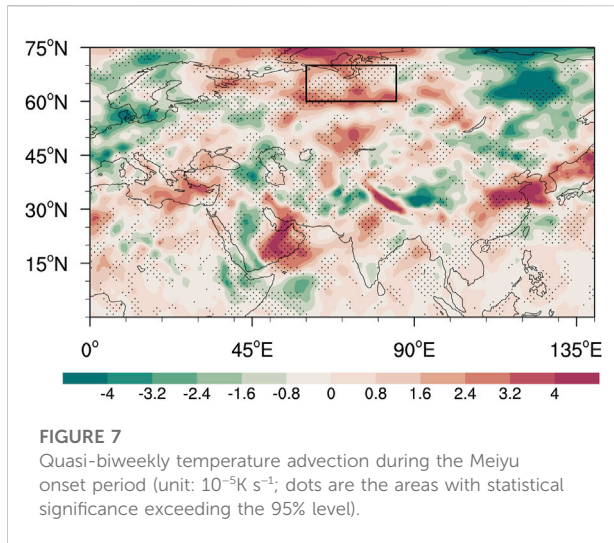 75°N
60°N
45°N
30°N
15°N
0°
45°E
90°E
135°E
-4 -3.2 -2.4 -1.6 -0.8 0 0.8 1.6 2.4 3.2 4
FIGURE 7
Quasi-biweekly temperature advection during the Meiyu
onset period (unit: 10⁻⁵K s⁻¹; dots are the areas with statistical
significance exceeding the 95% level).